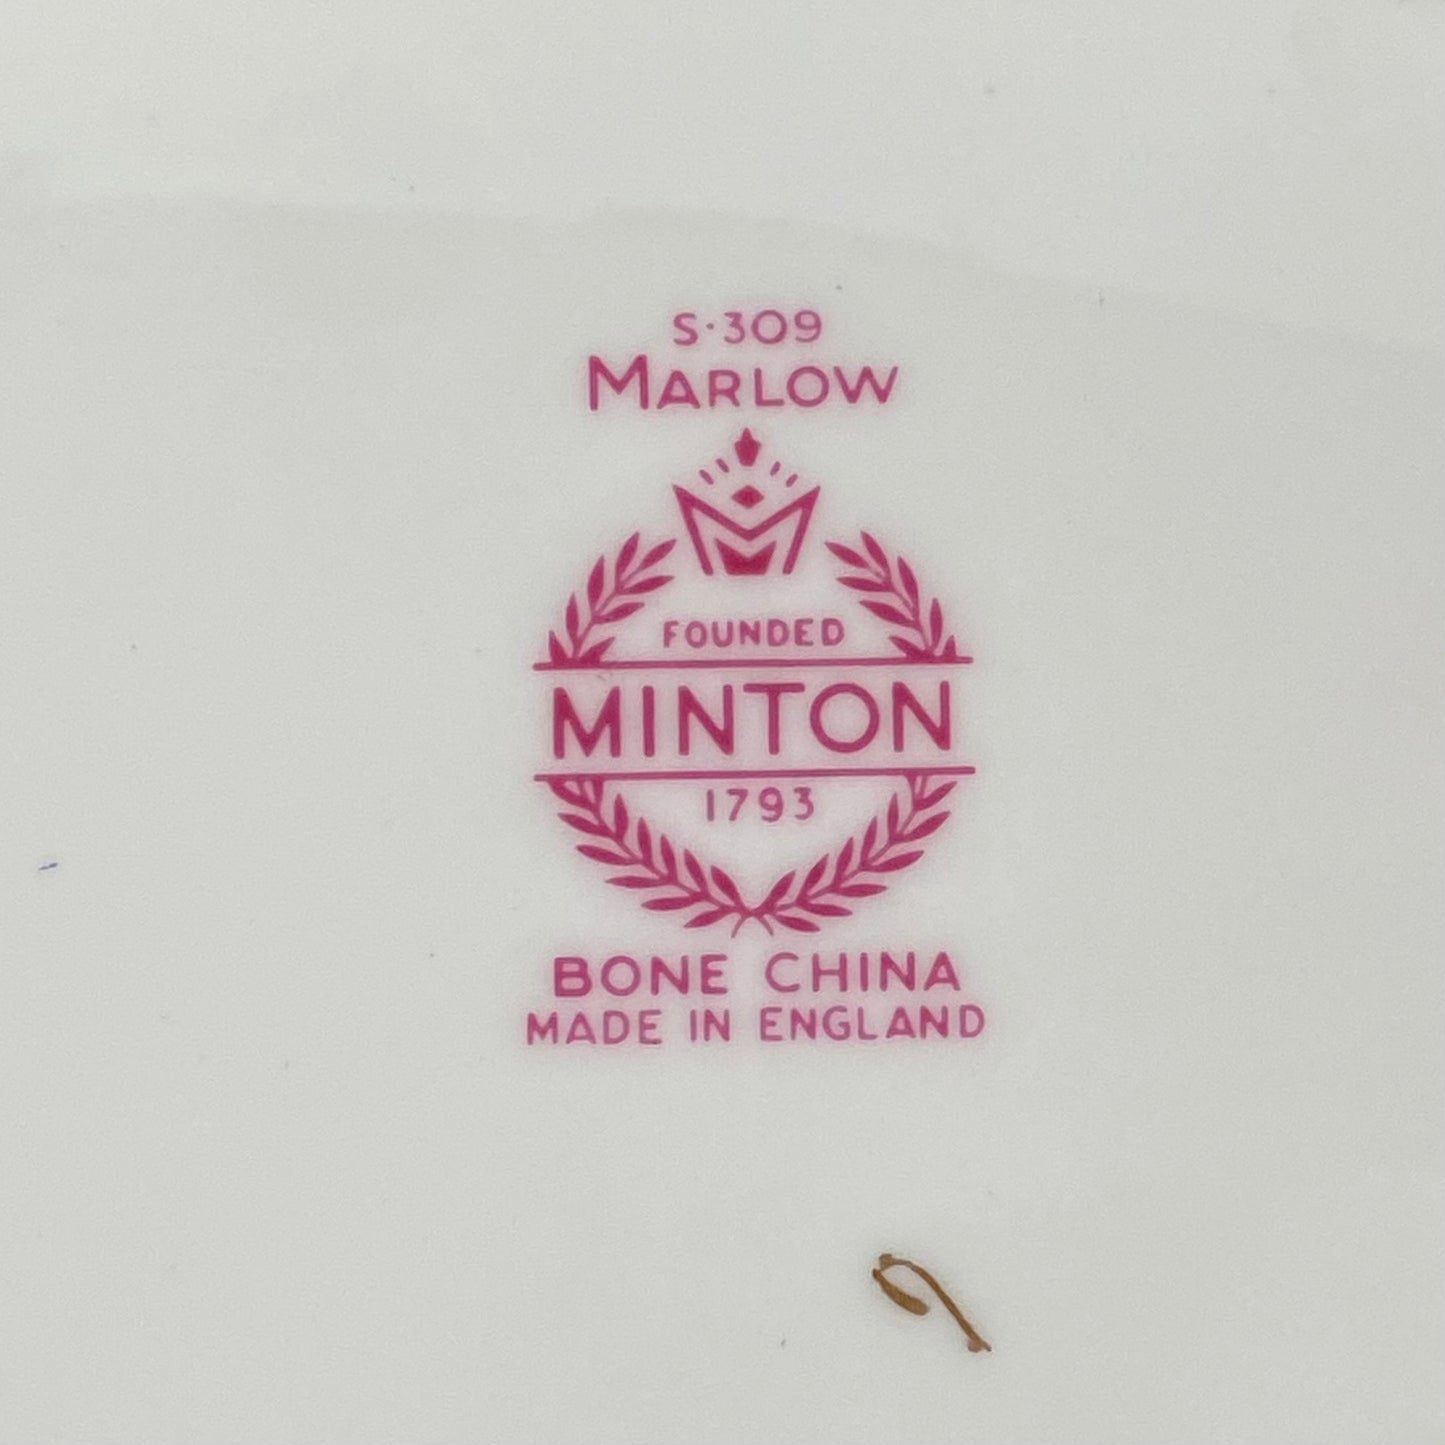 S·309
MARLOW
FOUNDED
MINTON
1793
BONE CHINA
MADE IN ENGLAND